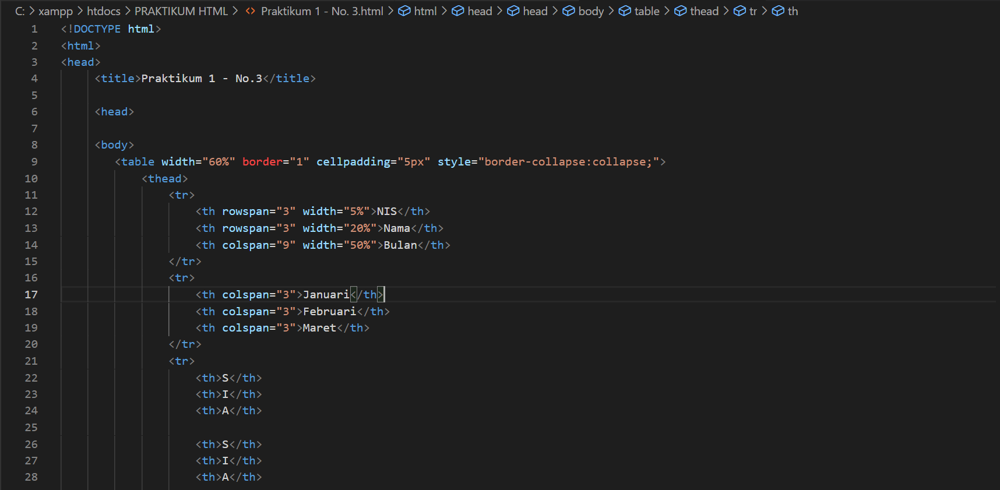 C: > xampp > htdocs > PRAKTIKUM HTML > <> Praktikum 1 - No. 3.html > html > head > head > body > table > thead > tr > th
1 <!DOCTYPE html>
2 <html>
3 <head>
4 <title>Praktikum 1 - No.3</title>
5
6 <head>
7
8 <body>
9 <table width="60%" border="1" cellpadding="5px" style="border-collapse:collapse;">
10 <thead>
11 <tr>
12 <th rowspan="3" width="5%">NIS</th>
13 <th rowspan="3" width="20%">Nama</th>
14 <th colspan="9" width="50%">Bulan</th>
15 </tr>
16 <tr>
17 <th colspan="3">Januari</th>
18 <th colspan="3">Februari</th>
19 <th colspan="3">Maret</th>
20 </tr>
21 <tr>
22 <th>S</th>
23 <th>I</th>
24 <th>A</th>
25
26 <th>S</th>
27 <th>I</th>
28 <th>A</th>